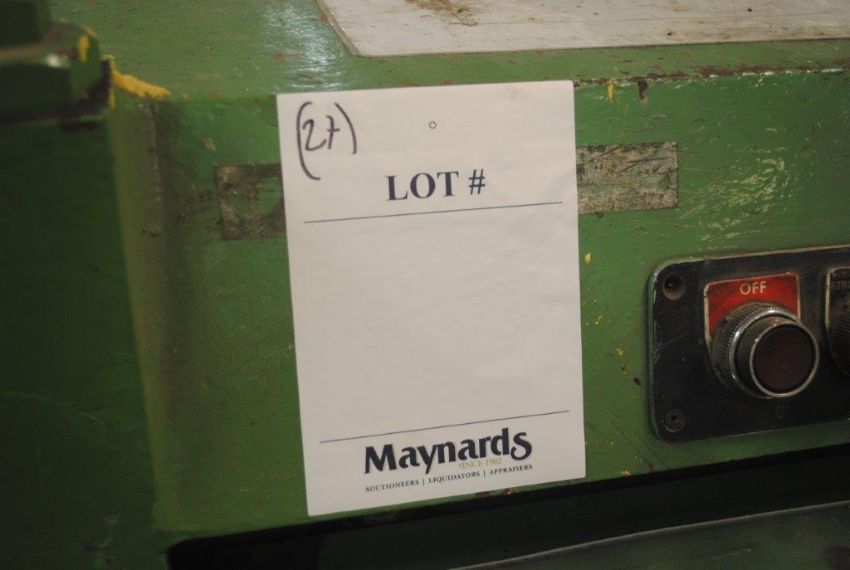 (27)
LOT #
Maynards
SINCE 1902
AUCTIONEERS | LIQUIDATORS | APPRAISERS
OFF